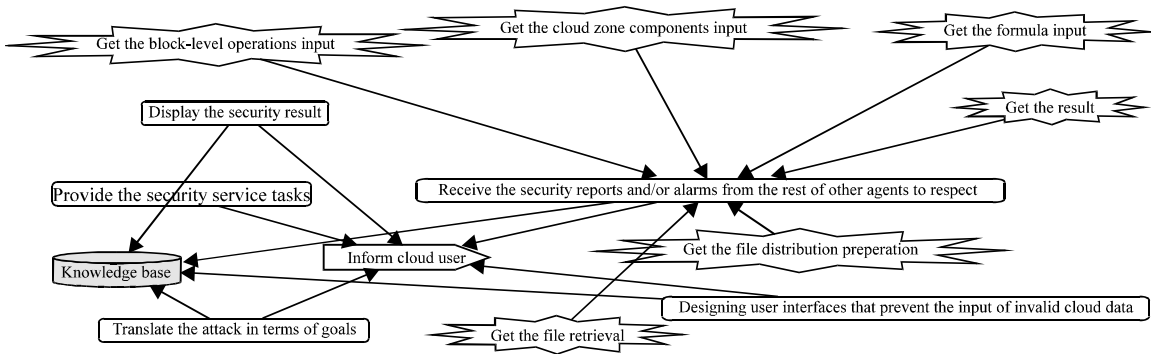 Get the block-level operations input
Get the cloud zone components input
Get the formula input
Get the result
Display the security result
Provide the security service tasks
Receive the security reports and/or alarms from the rest of other agents to respect
Get the file distribution preperation
Inform cloud user
Knowledge base
Designing user interfaces that prevent the input of invalid cloud data
Translate the attack in terms of goals
Get the file retrieval